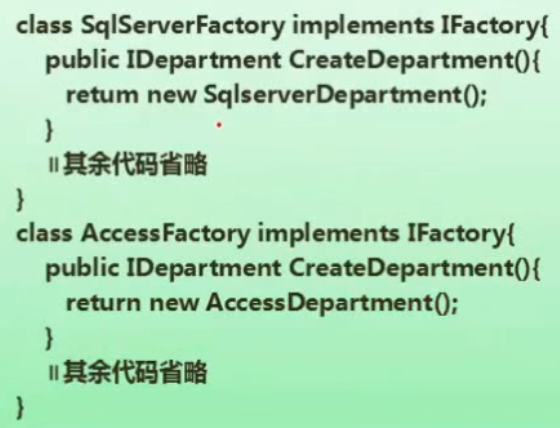 class SqlServerFactory implements IFactory{
public IDepartment CreateDepartment(){
retum new SqlserverDepartment();
}
||其余代码省略
}
class AccessFactory implements IFactory{
public IDepartment CreateDepartment(){
return new AccessDepartment();
}
||其余代码省略
}